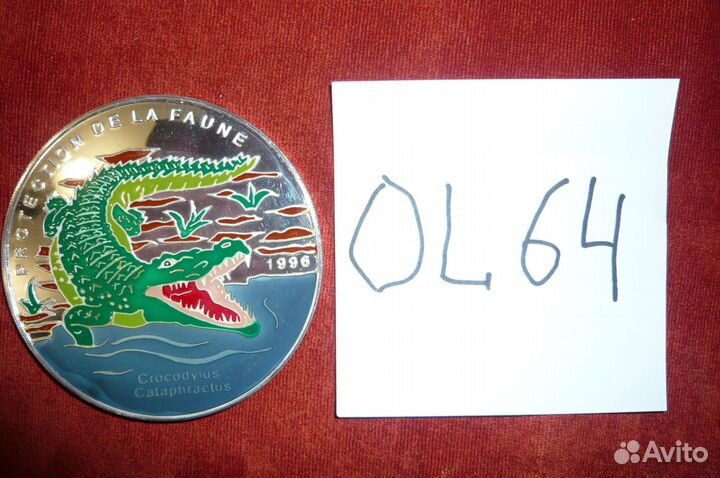 PROTECTION DE LA FAUNE
1996
Crocodylus
Cataphractus
OL64
Avito